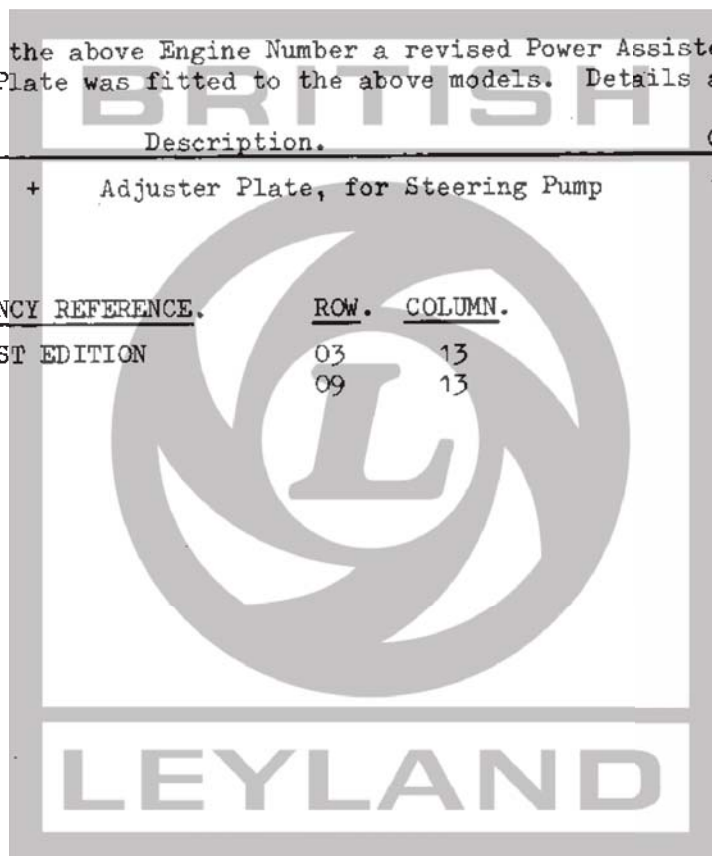 the above Engine Number a revised Power Assiste
Plate was fitted to the above models. Details a
BRITISH
Description.
+ Adjuster Plate, for Steering Pump
NCY REFERENCE. ROW. COLUMN.
ST EDITION 03 13
09 13
L
LEYLAND